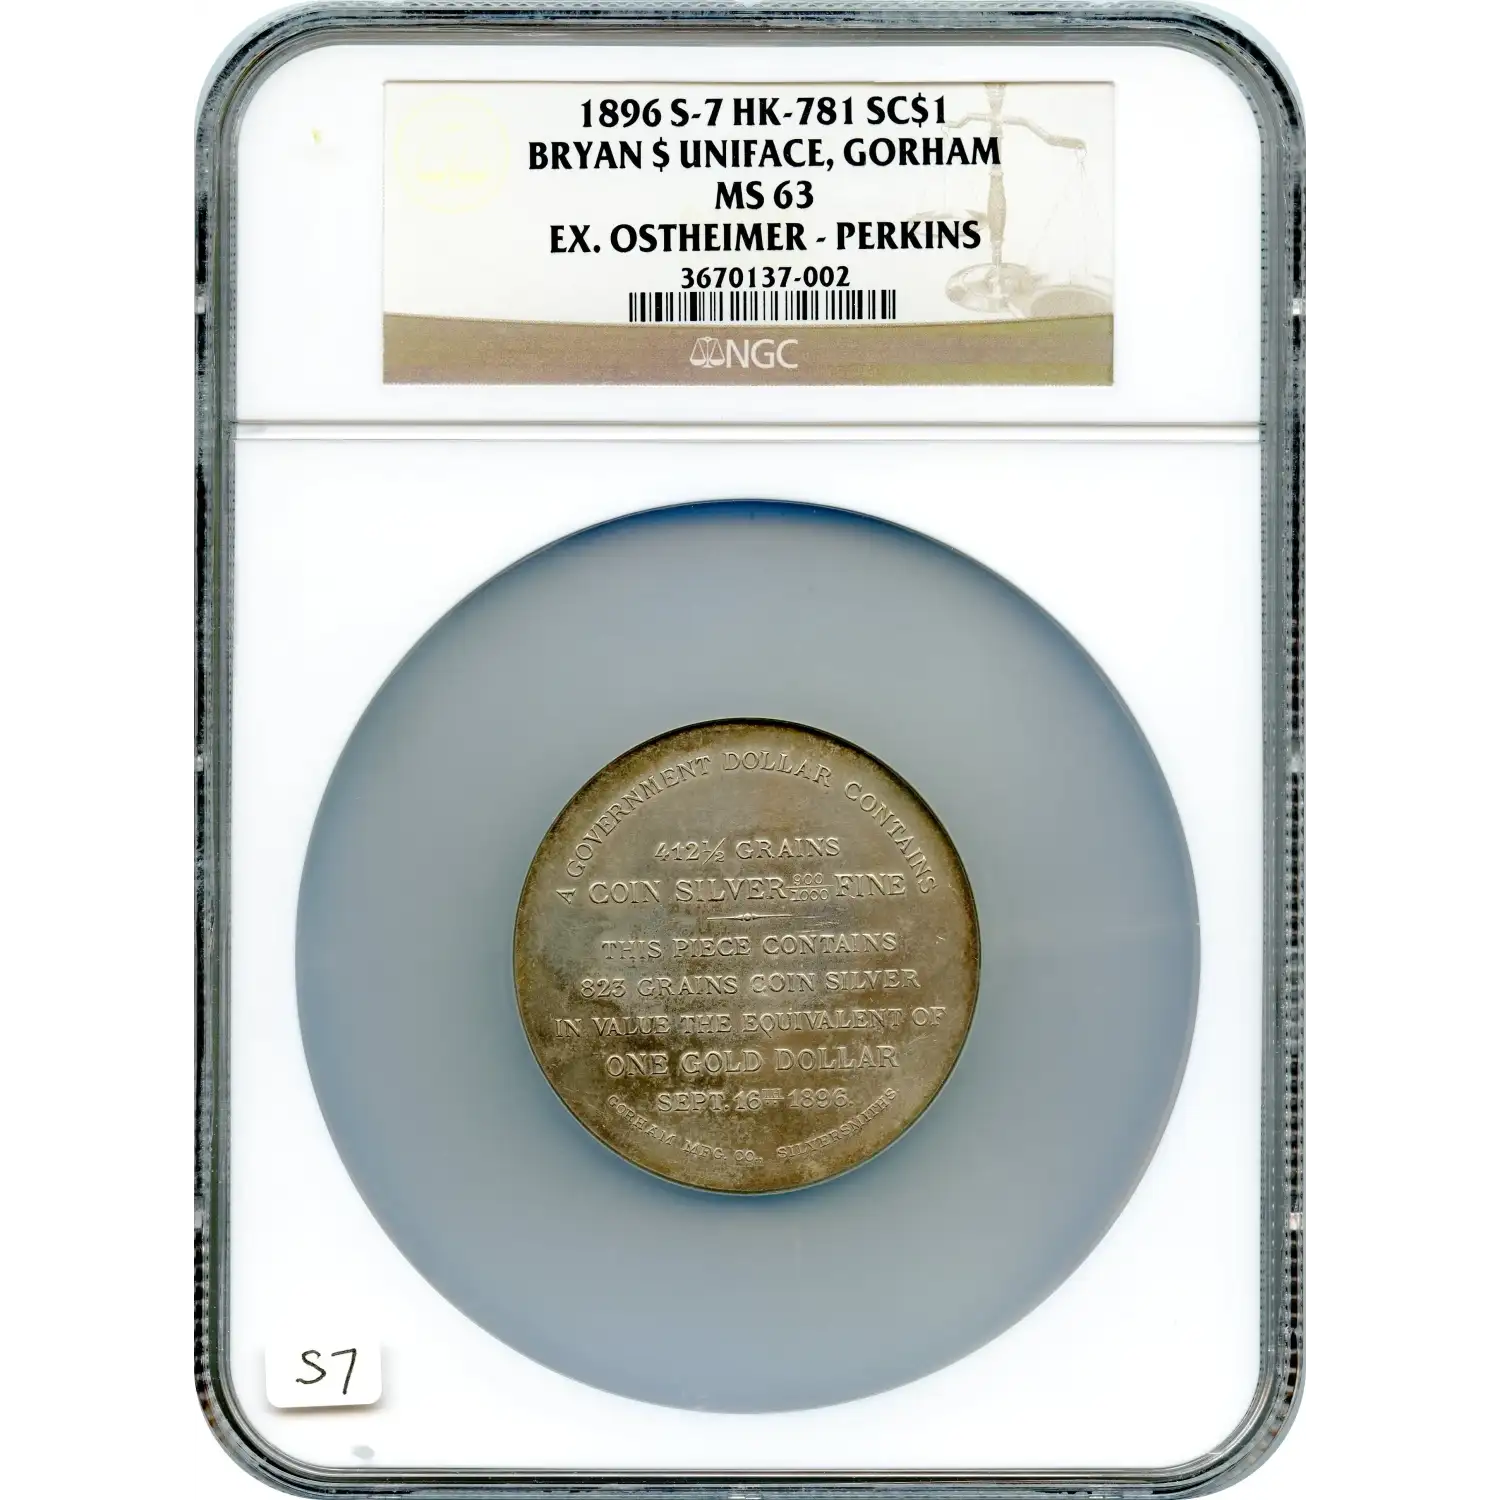 1896 S-7 HK-781 SC$1
BRYAN $ UNIFACE, GORHAM
MS 63
EX. OSTHEIMER - PERKINS
3670137-002
NGC
A GOVERNMENT DOLLAR CONTAINS
412½ GRAINS
COIN SILVER 900/1000 FINE
THIS PIECE CONTAINS
823 GRAINS COIN SILVER
IN VALUE THE EQUIVALENT OF
ONE GOLD DOLLAR
SEPT. 16TH 1896.
GORHAM MFG. CO., SILVERSMITHS.
S7